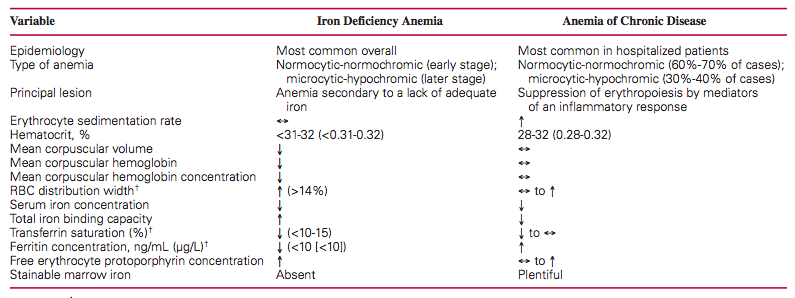 Variable Iron Deficiency Anemia Anemia of Chronic Disease
Epidemiology Most common overall Most common in hospitalized patients
Type of anemia Normocytic-normochromic (early stage); Normocytic-normochromic (60%-70% of cases);
microcytic-hypochromic (later stage) microcytic-hypochromic (30%-40% of cases)
Principal lesion Anemia secondary to a lack of adequate Suppression of erythropoiesis by mediators
iron of an inflammatory response
Erythrocyte sedimentation rate ↔ ↑
Hematocrit, % <31-32 (<0.31-0.32) 28-32 (0.28-0.32)
Mean corpuscular volume ↓ ↔
Mean corpuscular hemoglobin ↓ ↔
Mean corpuscular hemoglobin concentration ↓ ↔
RBC distribution width† ↑ (>14%) ↔ to ↑
Serum iron concentration ↓ ↓
Total iron binding capacity ↑ ↓
Transferrin saturation (%)† ↓ (<10-15) ↓ to ↔
Ferritin concentration, ng/mL (μg/L)† ↓ (<10 [<10]) ↑
Free erythrocyte protoporphyrin concentration ↑ ↔ to ↑
Stainable marrow iron Absent Plentiful